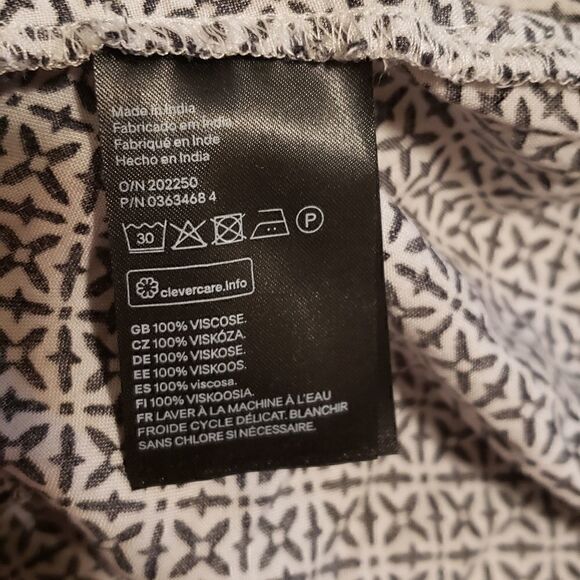 Made in India
Fabricado em India
Fabriqué en Inde
Hecho en India
O/N 202250
P/N 0363468 4
30 P
clevercare.info
GB 100% VISCOSE.
CZ 100% VISKÓZA.
DE 100% VISKOSE.
EE 100% VISKOOS.
ES 100% viscosa.
FI 100% VISKOOSIA.
FR LAVER À LA MACHINE À L'EAU
FROIDE CYCLE DÉLICAT. BLANCHIR
SANS CHLORE SI NÉCESSAIRE.